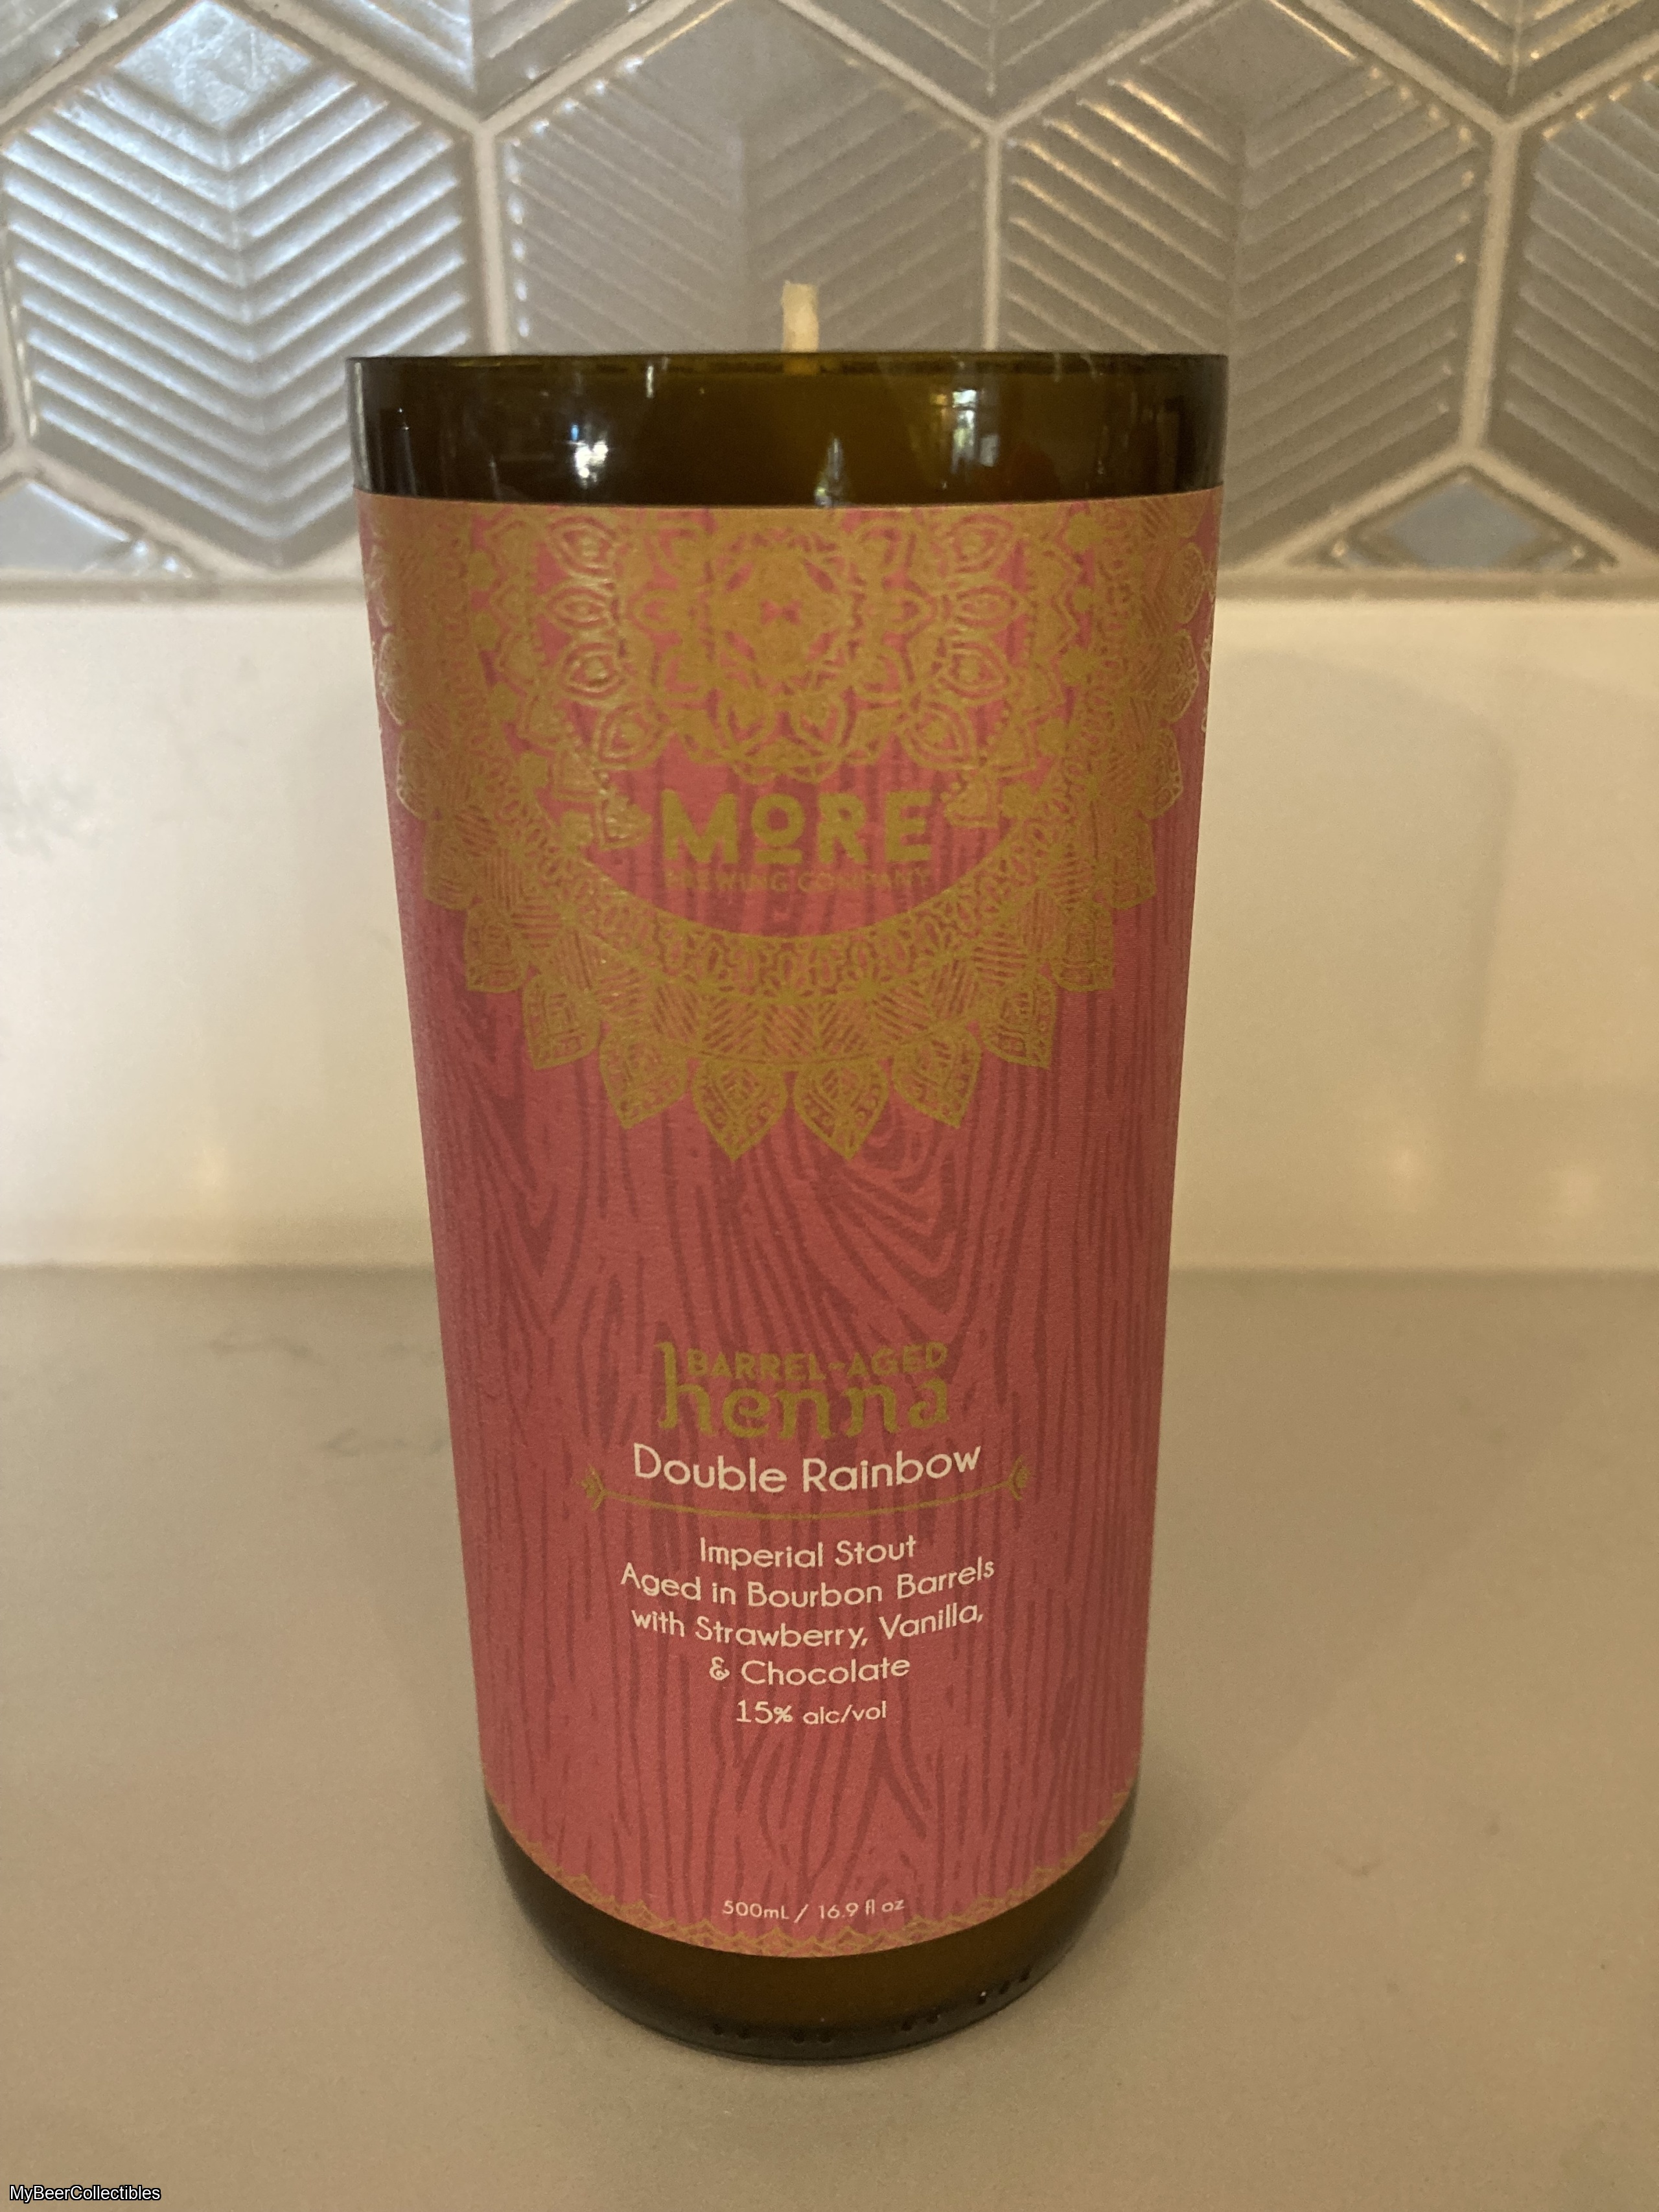 MORE
BREWING COMPANY
BARREL-AGED
henna
Double Rainbow
Imperial Stout
Aged in Bourbon Barrels
with Strawberry, Vanilla,
& Chocolate
15% alc/vol
500mL / 16.9 fl oz
MyBeerCollectibles